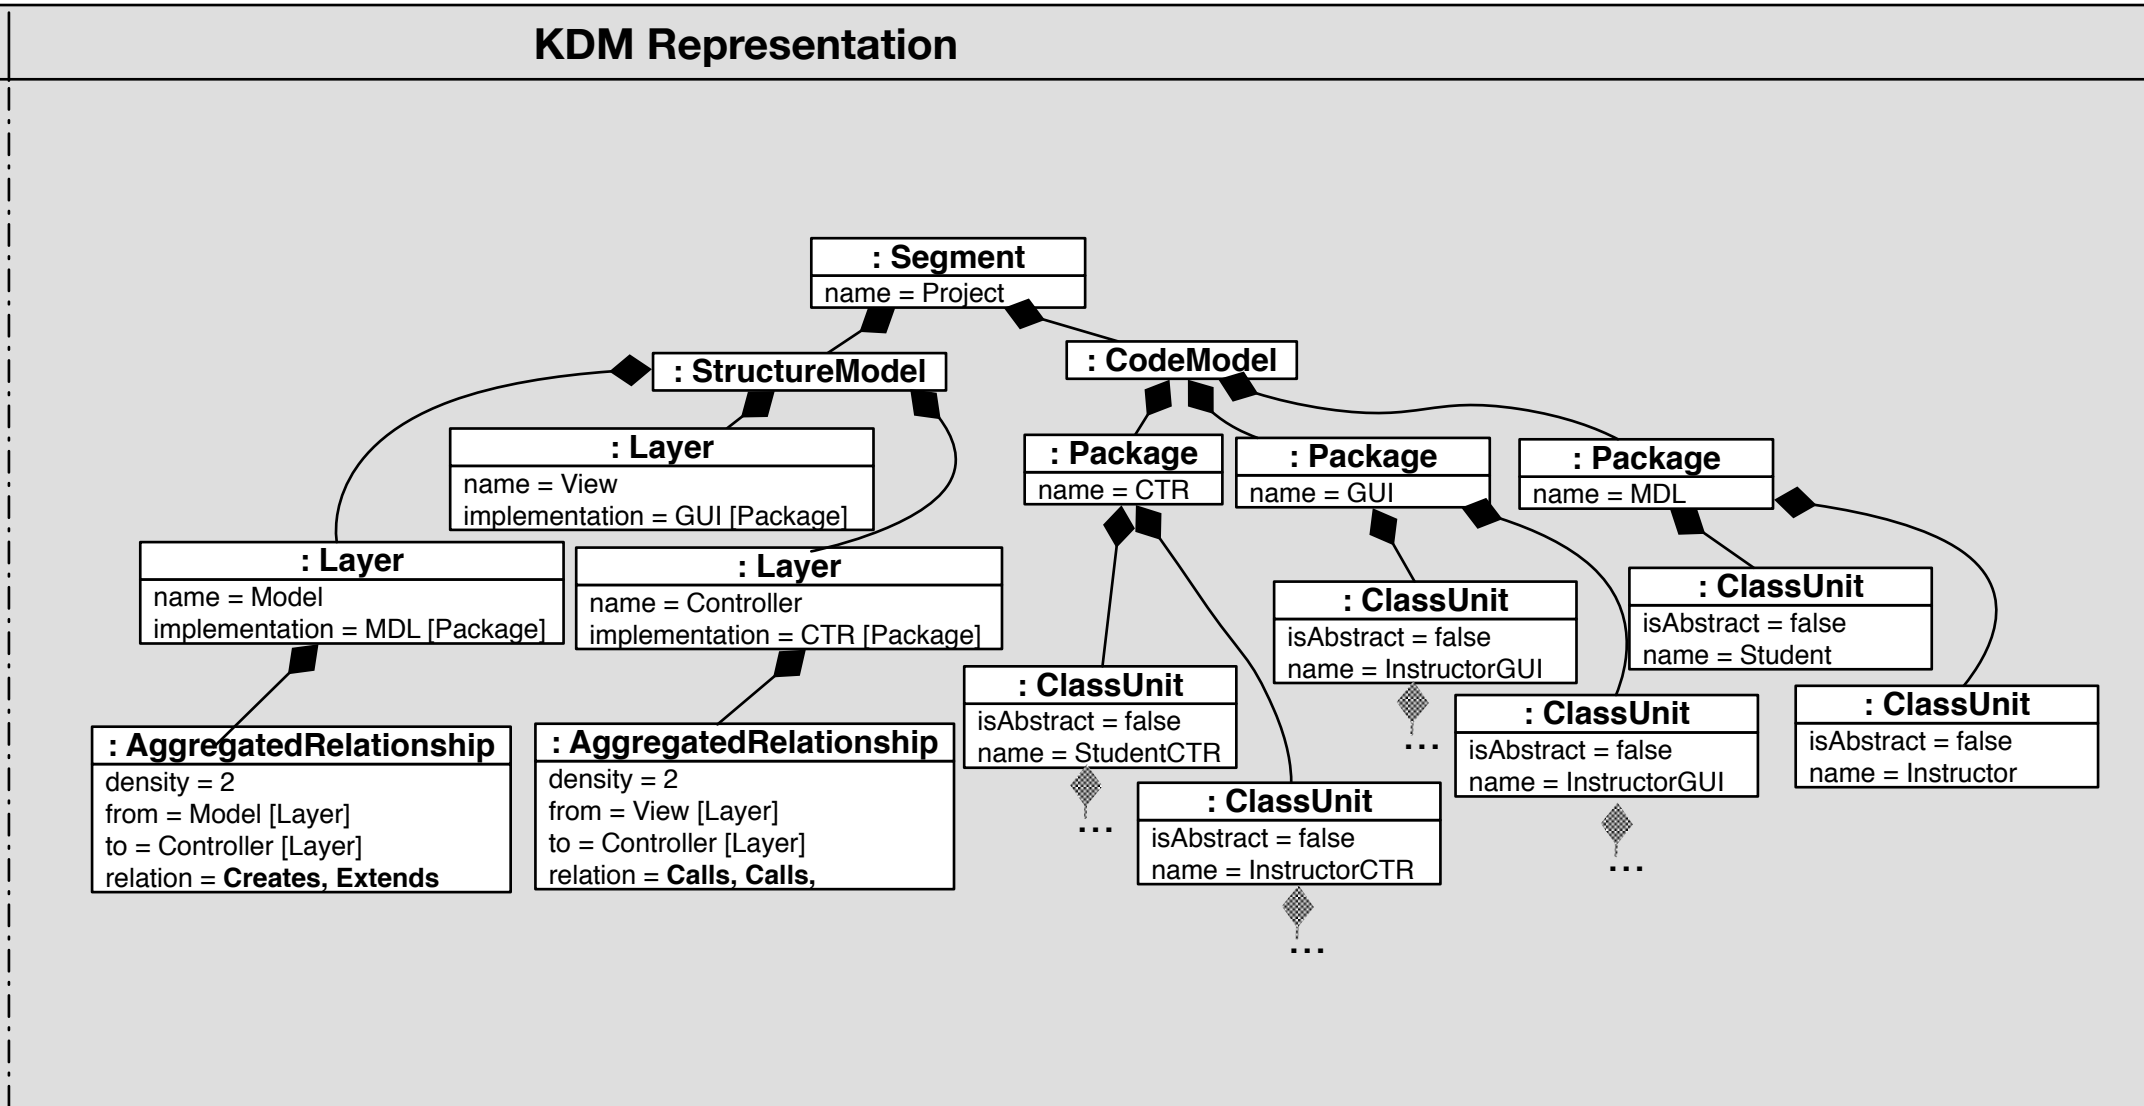 KDM Representation
: Segment
name = Project
: StructureModel
: CodeModel
: Layer
name = View
implementation = GUI [Package]
: Package
name = CTR
: Package
name = GUI
: Package
name = MDL
: Layer
name = Model
implementation = MDL [Package]
: Layer
name = Controller
implementation = CTR [Package]
: ClassUnit
isAbstract = false
name = InstructorGUI
: ClassUnit
isAbstract = false
name = Student
: ClassUnit
isAbstract = false
name = StudentCTR
...
: ClassUnit
isAbstract = false
name = InstructorGUI
...
: ClassUnit
isAbstract = false
name = Instructor
: AggregatedRelationship
density = 2
from = Model [Layer]
to = Controller [Layer]
relation = Creates, Extends
: AggregatedRelationship
density = 2
from = View [Layer]
to = Controller [Layer]
relation = Calls, Calls,
...
: ClassUnit
isAbstract = false
name = InstructorCTR
...